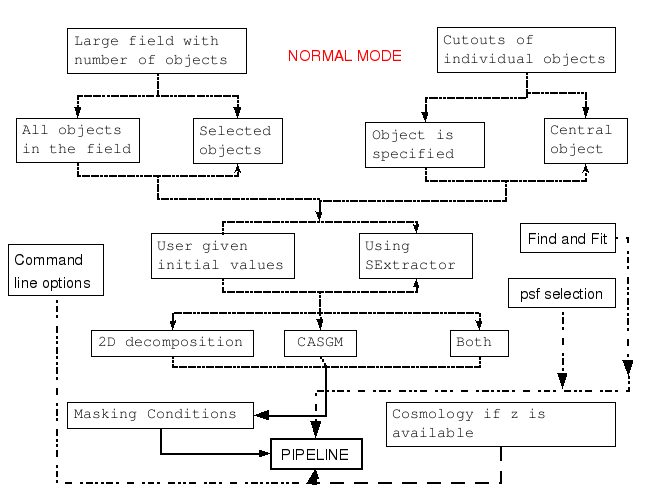 Large field with
number of objects
NORMAL MODE
Cutouts of
individual objects
All objects
in the field
Selected
objects
Object is
specified
Central
object
User given
initial values
Using
SExtractor
Find and Fit
Command
line options
psf selection
2D decomposition
CASGM
Both
Masking Conditions
Cosmology if z is
available
PIPELINE